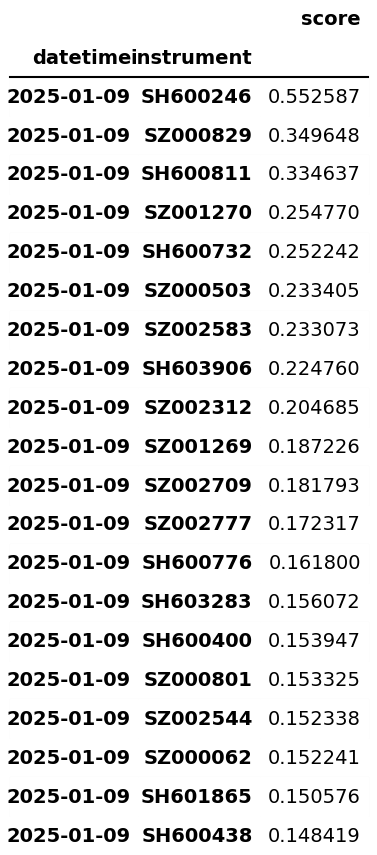 score
datetime instrument
2025-01-09 SH600246 0.552587
2025-01-09 SZ000829 0.349648
2025-01-09 SH600811 0.334637
2025-01-09 SZ001270 0.254770
2025-01-09 SH600732 0.252242
2025-01-09 SZ000503 0.233405
2025-01-09 SZ002583 0.233073
2025-01-09 SH603906 0.224760
2025-01-09 SZ002312 0.204685
2025-01-09 SZ001269 0.187226
2025-01-09 SZ002709 0.181793
2025-01-09 SZ002777 0.172317
2025-01-09 SH600776 0.161800
2025-01-09 SH603283 0.156072
2025-01-09 SH600400 0.153947
2025-01-09 SZ000801 0.153325
2025-01-09 SZ002544 0.152338
2025-01-09 SZ000062 0.152241
2025-01-09 SH601865 0.150576
2025-01-09 SH600438 0.148419